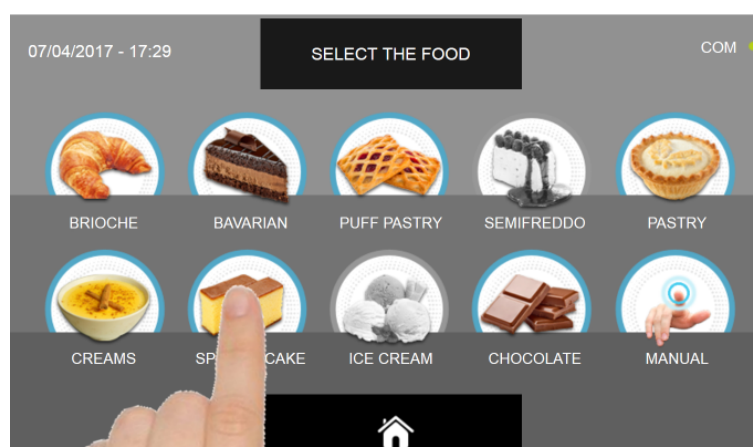 07/04/2017 - 17:29
SELECT THE FOOD
COM
BRIOCHE
BAVARIAN
PUFF PASTRY
SEMIFREDDO
PASTRY
CREAMS
CAKE
ICE CREAM
CHOCOLATE
MANUAL